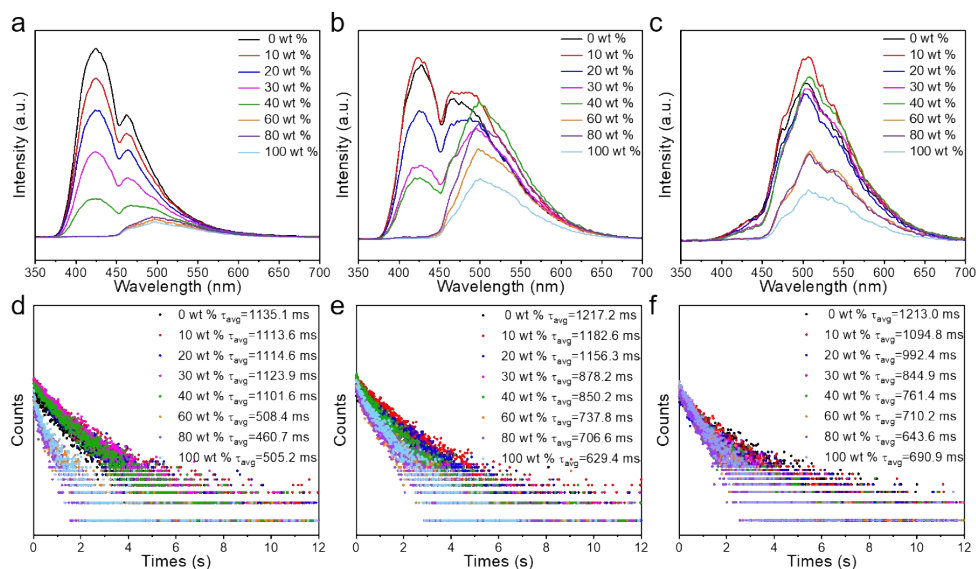 a
0 wt %
10 wt %
20 wt %
30 wt %
40 wt %
60 wt %
80 wt %
100 wt %
Intensity (a.u.)
350 400 450 500 550 600 650 700
Wavelength (nm)
b
0 wt %
10 wt %
20 wt %
30 wt %
40 wt %
60 wt %
80 wt %
100 wt %
Intensity (a.u.)
350 400 450 500 550 600 650 700
Wavelength (nm)
c
0 wt %
10 wt %
20 wt %
30 wt %
40 wt %
60 wt %
80 wt %
100 wt %
Intensity (a.u.)
350 400 450 500 550 600 650 700
Wavelength (nm)
d
0 wt % τavg=1135.1 ms
10 wt % τavg=1113.6 ms
20 wt % τavg=1114.6 ms
30 wt % τavg=1123.9 ms
40 wt % τavg=1101.6 ms
60 wt % τavg=508.4 ms
80 wt % τavg=460.7 ms
100 wt % τavg=505.2 ms
Counts
0 2 4 6 8 10 12
Times (s)
e
0 wt % τavg=1217.2 ms
10 wt % τavg=1182.6 ms
20 wt % τavg=1156.3 ms
30 wt % τavg=878.2 ms
40 wt % τavg=850.2 ms
60 wt % τavg=737.8 ms
80 wt % τavg=706.6 ms
100 wt % τavg=629.4 ms
Counts
0 2 4 6 8 10 12
Times (s)
f
0 wt % τavg=1213.0 ms
10 wt % τavg=1094.8 ms
20 wt % τavg=992.4 ms
30 wt % τavg=844.9 ms
40 wt % τavg=761.4 ms
60 wt % τavg=710.2 ms
80 wt % τavg=643.6 ms
100 wt % τavg=690.9 ms
Counts
0 2 4 6 8 10 12
Times (s)